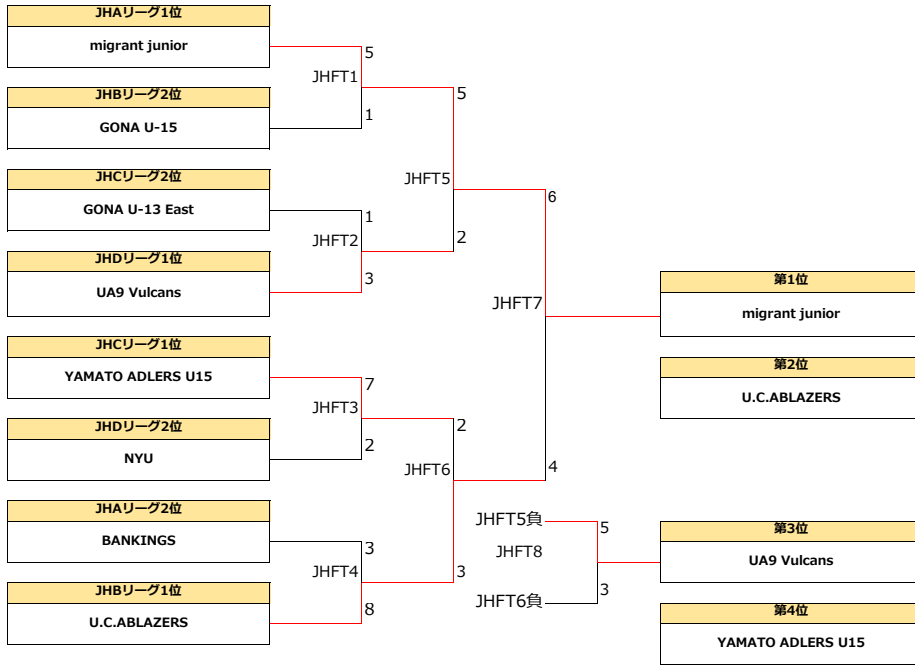 JHAリーグ1位
migrant junior
5
JHFT1
JHBリーグ2位
GONA U-15
1
5
JHFT5
JHCリーグ2位
GONA U-13 East
1
JHFT2
2
JHDリーグ1位
UA9 Vulcans
3
6
JHFT7
第1位
migrant junior
第2位
U.C.ABLAZERS
JHCリーグ1位
YAMATO ADLERS U15
7
JHFT3
JHDリーグ2位
NYU
2
2
JHFT6
4
JHAリーグ2位
BANKINGS
3
JHFT4
3
JHBリーグ1位
U.C.ABLAZERS
8
JHFT5負
5
JHFT8
JHFT6負
3
第3位
UA9 Vulcans
第4位
YAMATO ADLERS U15